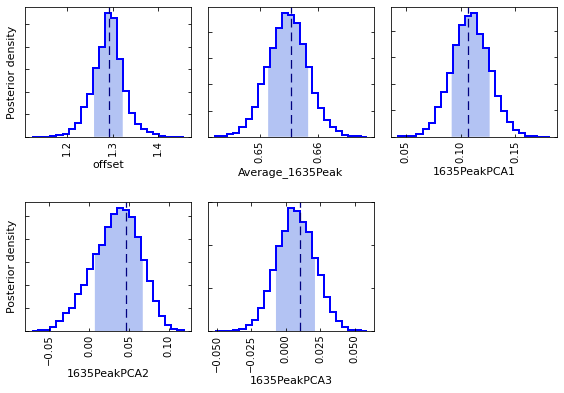 Posterior density
1.2 1.3 1.4
offset
0.65 0.66
Average_1635Peak
0.05 0.10 0.15
1635PeakPCA1
Posterior density
−0.05 0.00 0.05 0.10
1635PeakPCA2
−0.050 −0.025 0.000 0.025 0.050
1635PeakPCA3